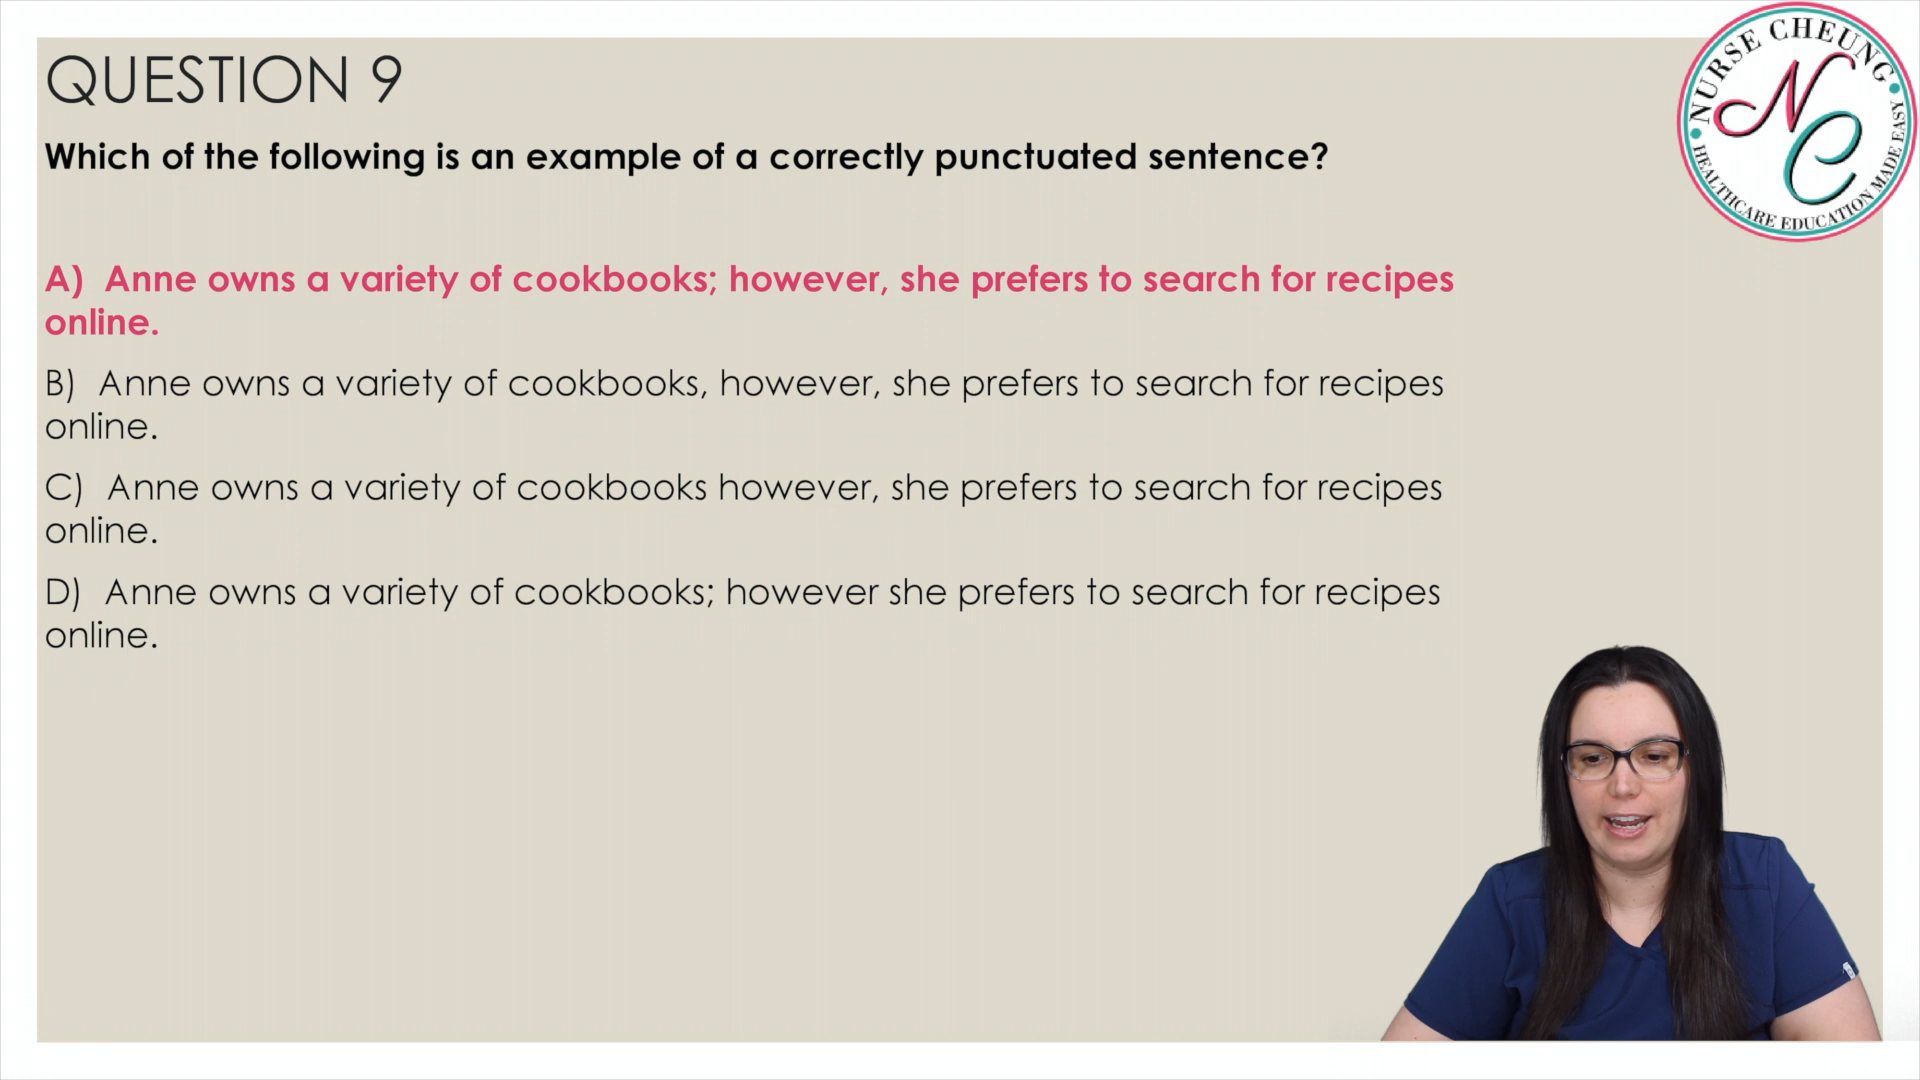 QUESTION 9
Which of the following is an example of a correctly punctuated sentence?
A) Anne owns a variety of cookbooks; however, she prefers to search for recipes
online.
B) Anne owns a variety of cookbooks, however, she prefers to search for recipes
online.
C) Anne owns a variety of cookbooks however, she prefers to search for recipes
online.
D) Anne owns a variety of cookbooks; however she prefers to search for recipes
online.
NURSE CHEUNG
NC
HEALTHCARE EDUCATION MADE EASY